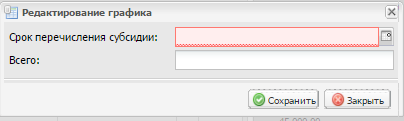 Редактирование графика
Срок перечисления субсидии:
Всего:
Сохранить Закрыть